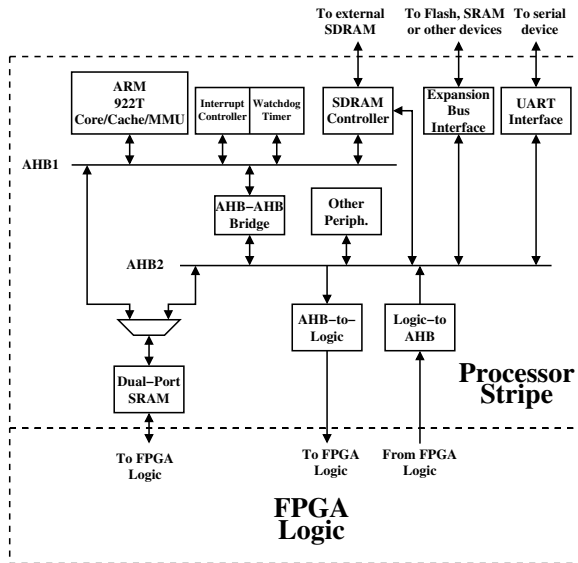 To external
SDRAM
To Flash, SRAM
or other devices
To serial
device
ARM
922T
Core/Cache/MMU
Interrupt
Controller
Watchdog
Timer
SDRAM
Controller
Expansion
Bus
Interface
UART
Interface
AHB1
AHB−AHB
Bridge
Other
Periph.
AHB2
AHB−to−
Logic
Logic−to
AHB
Dual−Port
SRAM
Processor
Stripe
To FPGA
Logic
To FPGA
Logic
From FPGA
Logic
FPGA
Logic